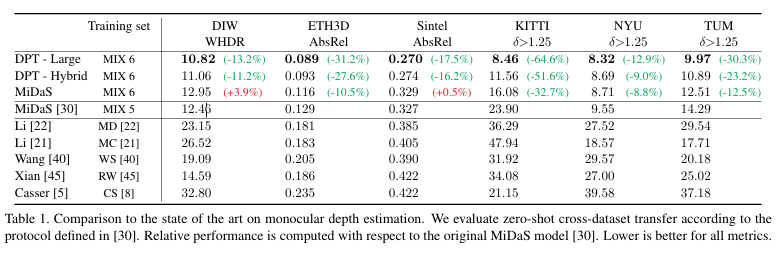 Training set DIW ETH3D Sintel KITTI NYU TUM
WHDR AbsRel AbsRel δ>1.25 δ>1.25 δ>1.25
DPT - Large MIX 6 10.82 (-13.2%) 0.089 (-31.2%) 0.270 (-17.5%) 8.46 (-64.6%) 8.32 (-12.9%) 9.97 (-30.3%)
DPT - Hybrid MIX 6 11.06 (-11.2%) 0.093 (-27.6%) 0.274 (-16.2%) 11.56 (-51.6%) 8.69 (-9.0%) 10.89 (-23.2%)
MiDaS MIX 6 12.95 (+3.9%) 0.116 (-10.5%) 0.329 (+0.5%) 16.08 (-32.7%) 8.71 (-8.8%) 12.51 (-12.5%)
MiDaS [30] MIX 5 12.46 0.129 0.327 23.90 9.55 14.29
Li [22] MD [22] 23.15 0.181 0.385 36.29 27.52 29.54
Li [21] MC [21] 26.52 0.183 0.405 47.94 18.57 17.71
Wang [40] WS [40] 19.09 0.205 0.390 31.92 29.57 20.18
Xian [45] RW [45] 14.59 0.186 0.422 34.08 27.00 25.02
Casser [5] CS [8] 32.80 0.235 0.422 21.15 39.58 37.18
Table 1. Comparison to the state of the art on monocular depth estimation. We evaluate zero-shot cross-dataset transfer according to the
protocol defined in [30]. Relative performance is computed with respect to the original MiDaS model [30]. Lower is better for all metrics.